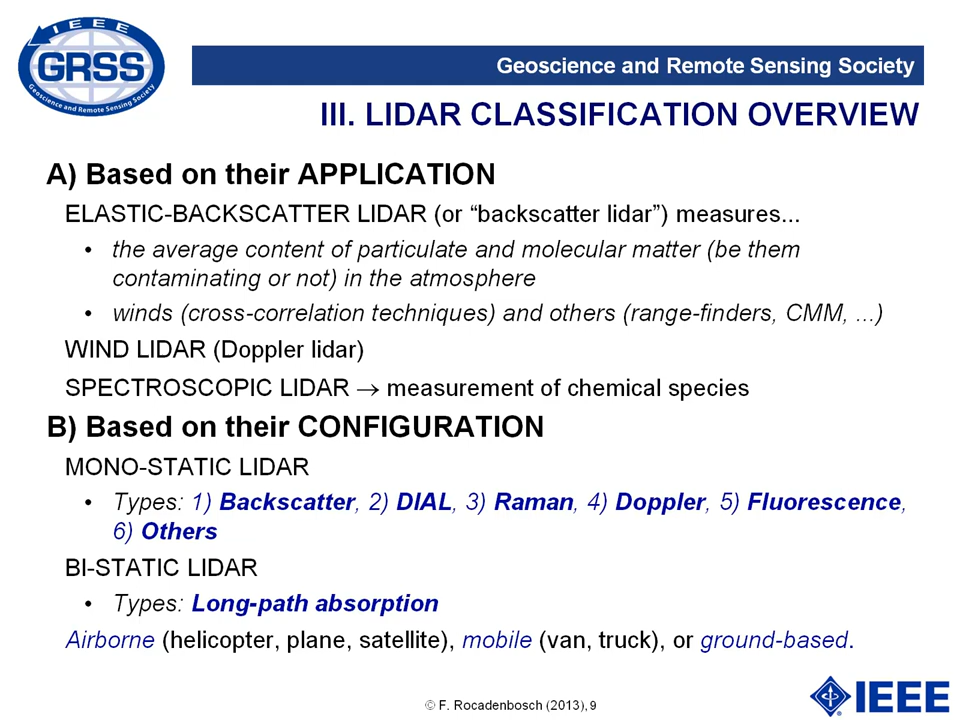 IEEE
GRSS
Geoscience and Remote Sensing Society
Geoscience and Remote Sensing Society
III. LIDAR CLASSIFICATION OVERVIEW
A) Based on their APPLICATION
ELASTIC-BACKSCATTER LIDAR (or “backscatter lidar”) measures...
• the average content of particulate and molecular matter (be them
contaminating or not) in the atmosphere
• winds (cross-correlation techniques) and others (range-finders, CMM, ...)
WIND LIDAR (Doppler lidar)
SPECTROSCOPIC LIDAR → measurement of chemical species
B) Based on their CONFIGURATION
MONO-STATIC LIDAR
• Types: 1) Backscatter, 2) DIAL, 3) Raman, 4) Doppler, 5) Fluorescence,
6) Others
BI-STATIC LIDAR
• Types: Long-path absorption
Airborne (helicopter, plane, satellite), mobile (van, truck), or ground-based.
© F. Rocadenbosch (2013), 9
IEEE